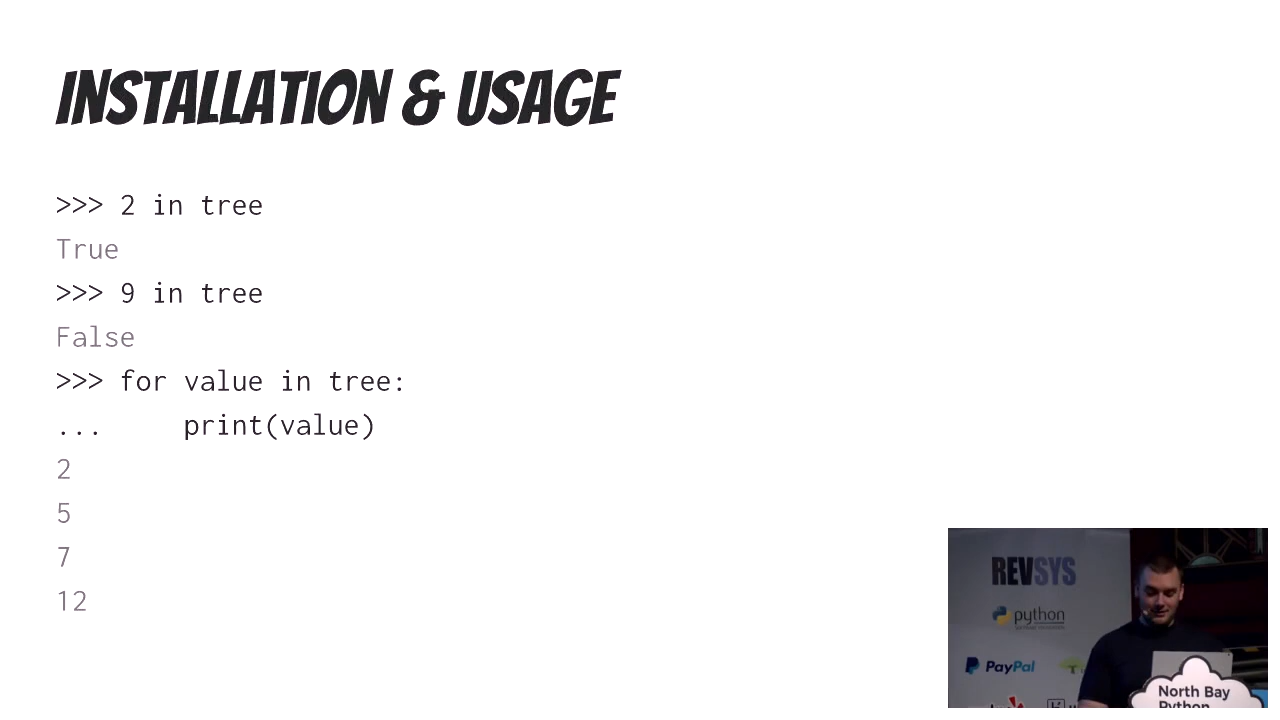 INSTALLATION & USAGE
>>> 2 in tree
True
>>> 9 in tree
False
>>> for value in tree:
...     print(value)
2
5
7
12
REVSYS
python
PayPal
North Bay
Python